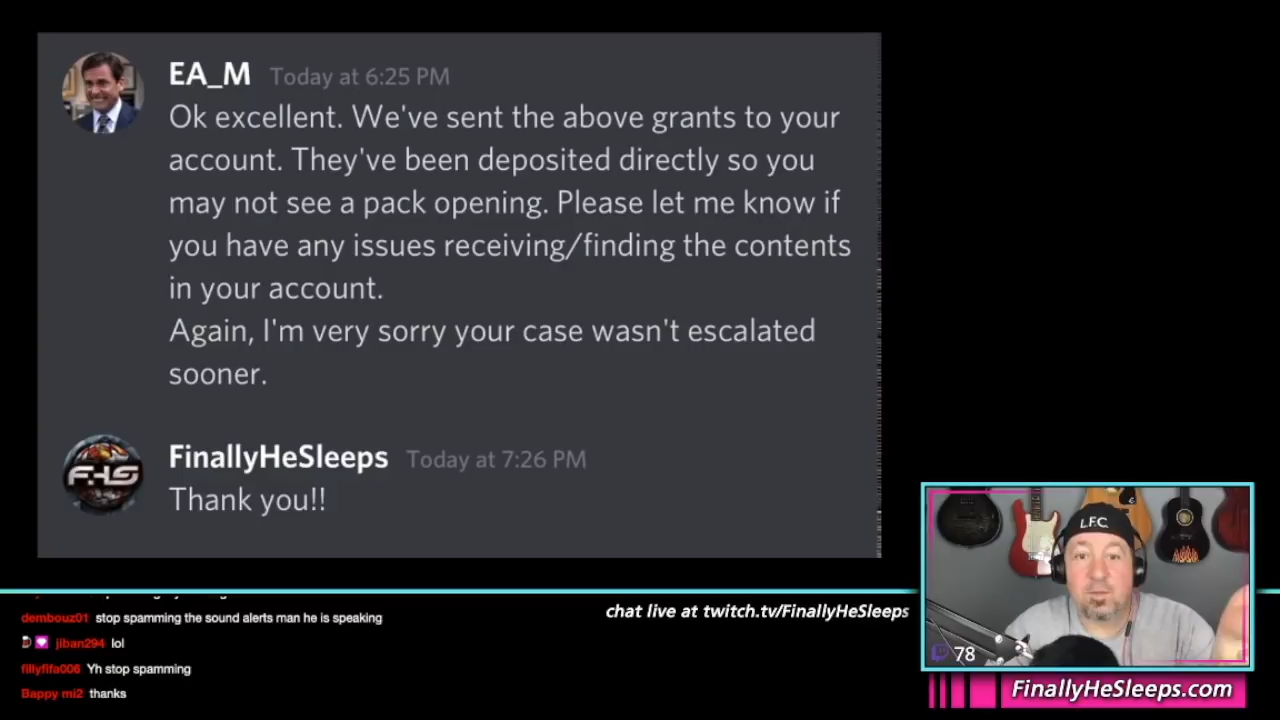 EA_M Today at 6:25 PM
Ok excellent. We've sent the above grants to your
account. They've been deposited directly so you
may not see a pack opening. Please let me know if
you have any issues receiving/finding the contents
in your account.
Again, I'm very sorry your case wasn't escalated
sooner.
FHS
FinallyHeSleeps Today at 7:26 PM
Thank you!!
L.F.C.
dembouz01 stop spamming the sound alerts man he is speaking
jiban294 lol
fillyfifa006 Yh stop spamming
Bappy mi2 thanks
chat live at twitch.tv/FinallyHeSleeps
78
FinallyHeSleeps.com